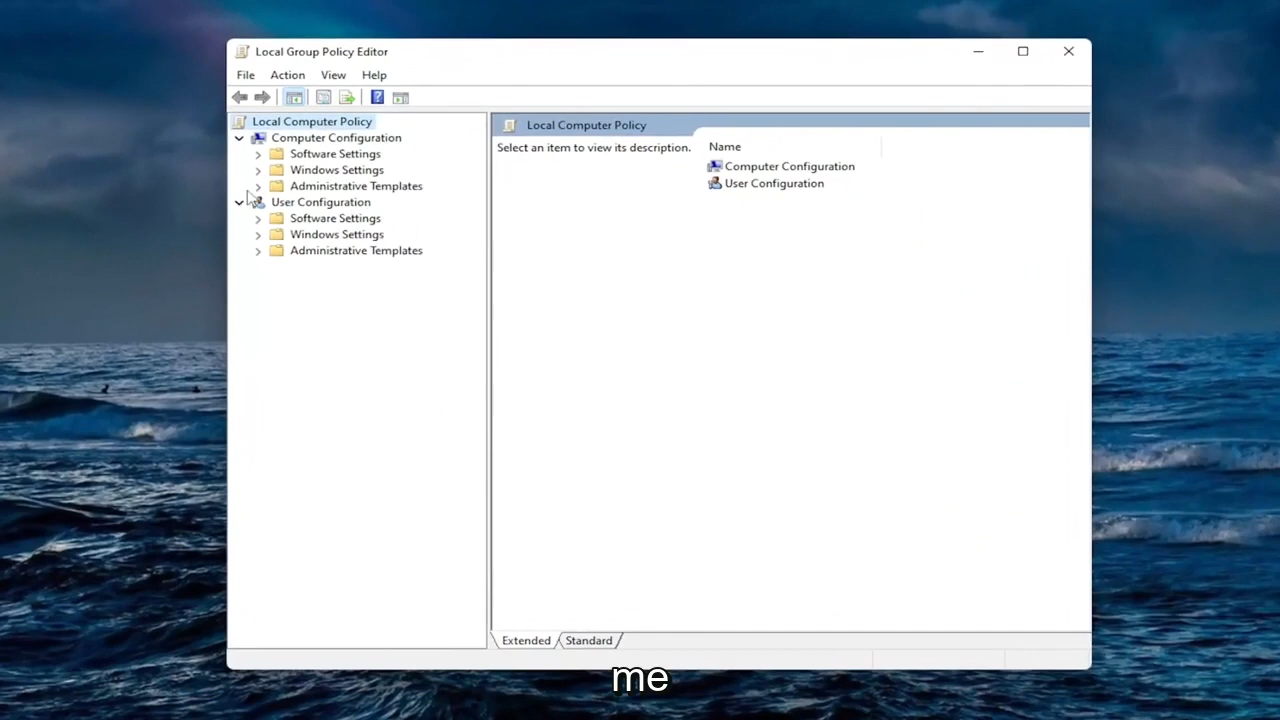 Local Group Policy Editor
File Action View Help
Local Computer Policy
Computer Configuration
Software Settings
Windows Settings
Administrative Templates
User Configuration
Software Settings
Windows Settings
Administrative Templates
Local Computer Policy
Select an item to view its description.
Name
Computer Configuration
User Configuration
Extended Standard
me